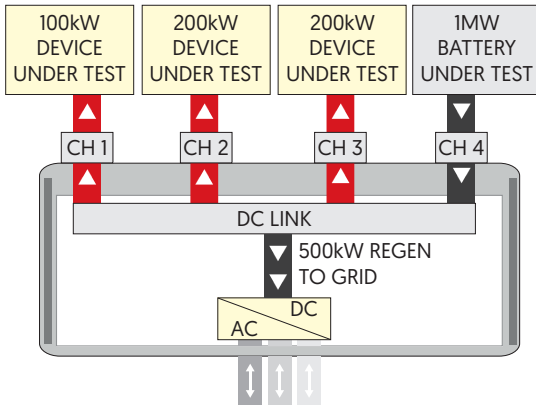 100kW
DEVICE
UNDER TEST
200kW
DEVICE
UNDER TEST
200kW
DEVICE
UNDER TEST
1MW
BATTERY
UNDER TEST
CH 1
CH 2
CH 3
CH 4
DC LINK
500kW REGEN
TO GRID
DC
AC